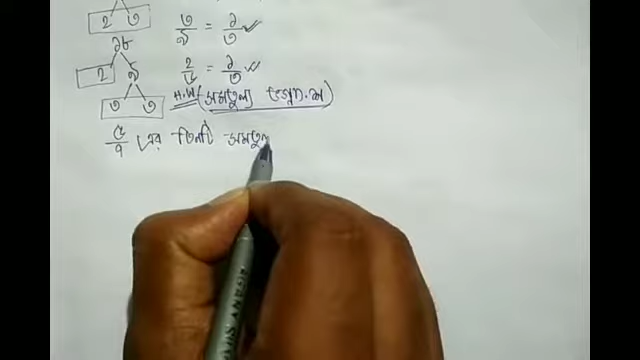 ২ ৩
৩/৯ = ১/৩ ✓
১৮
২ ৯
২/৬ = ১/৩ ✓
৩ ৩
H.W (সমতুল্য ভগ্নাংশ)
৫/৭ এর তিনটি সমতুল